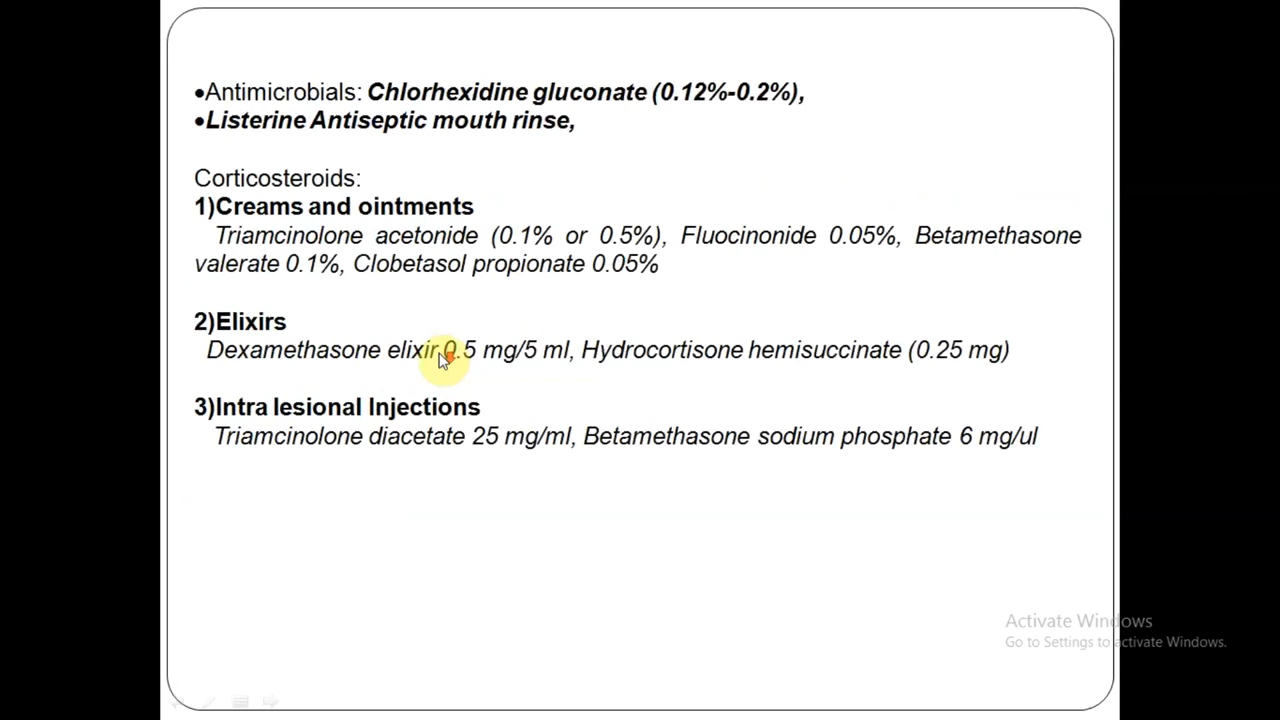 •Antimicrobials: Chlorhexidine gluconate (0.12%-0.2%),
•Listerine Antiseptic mouth rinse,
Corticosteroids:
1)Creams and ointments
Triamcinolone acetonide (0.1% or 0.5%), Fluocinonide 0.05%, Betamethasone
valerate 0.1%, Clobetasol propionate 0.05%
2)Elixirs
Dexamethasone elixir 0.5 mg/5 ml, Hydrocortisone hemisuccinate (0.25 mg)
3)Intra lesional Injections
Triamcinolone diacetate 25 mg/ml, Betamethasone sodium phosphate 6 mg/ul
Activate Windows
Go to Settings to activate Windows.